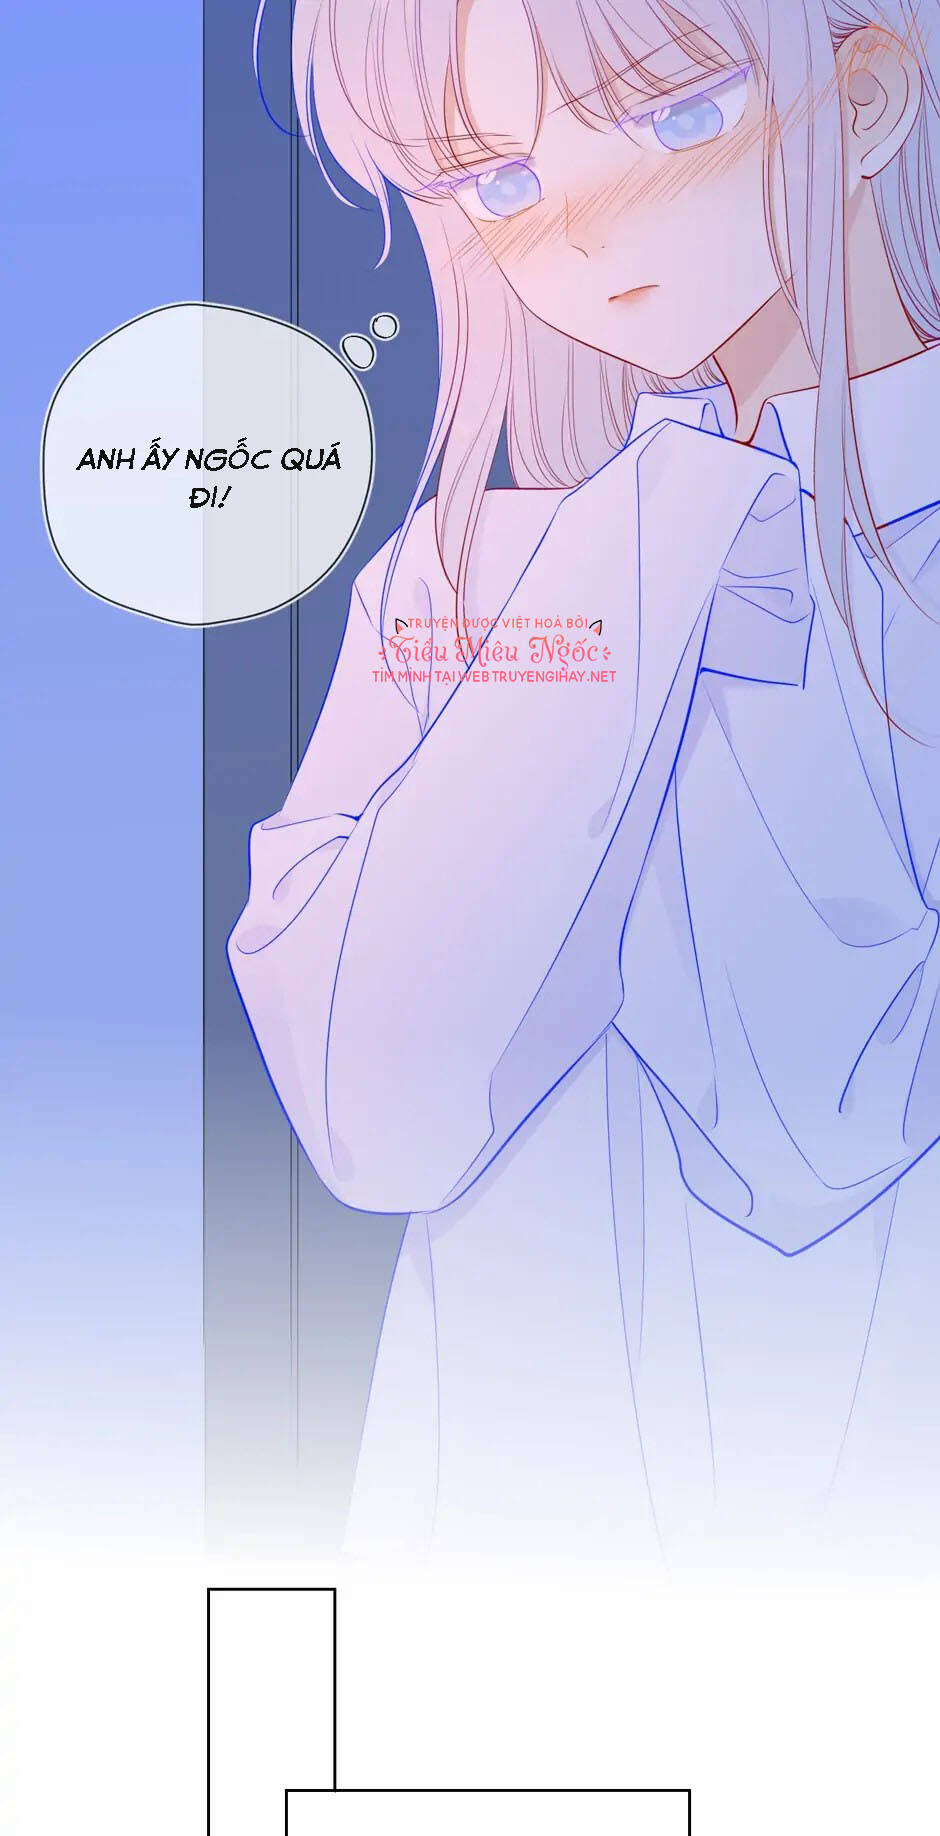 ANH ẤY NGỐC QUÁ
ĐI!
TRUYỆN ĐƯỢC VIỆT HOÁ BỞI
Tiểu Miêu Ngốc
TÌM MÌNH TẠI WEB TRUYENGIHAY.NET